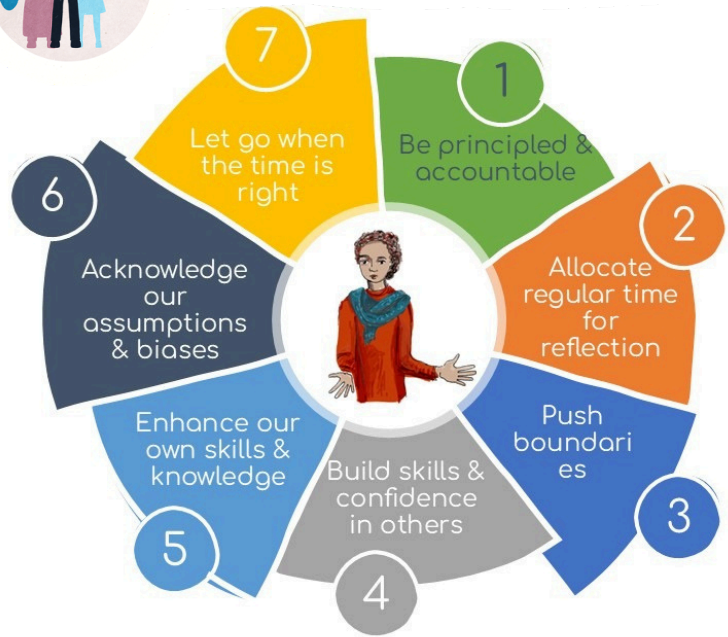 1
Be principled &
accountable
2
Allocate
regular time
for
reflection
3
Push
boundari
es
4
Build skills &
confidence
in others
5
Enhance our
own skills &
knowledge
6
Acknowledge
our
assumptions
& biases
7
Let go when
the time is
right